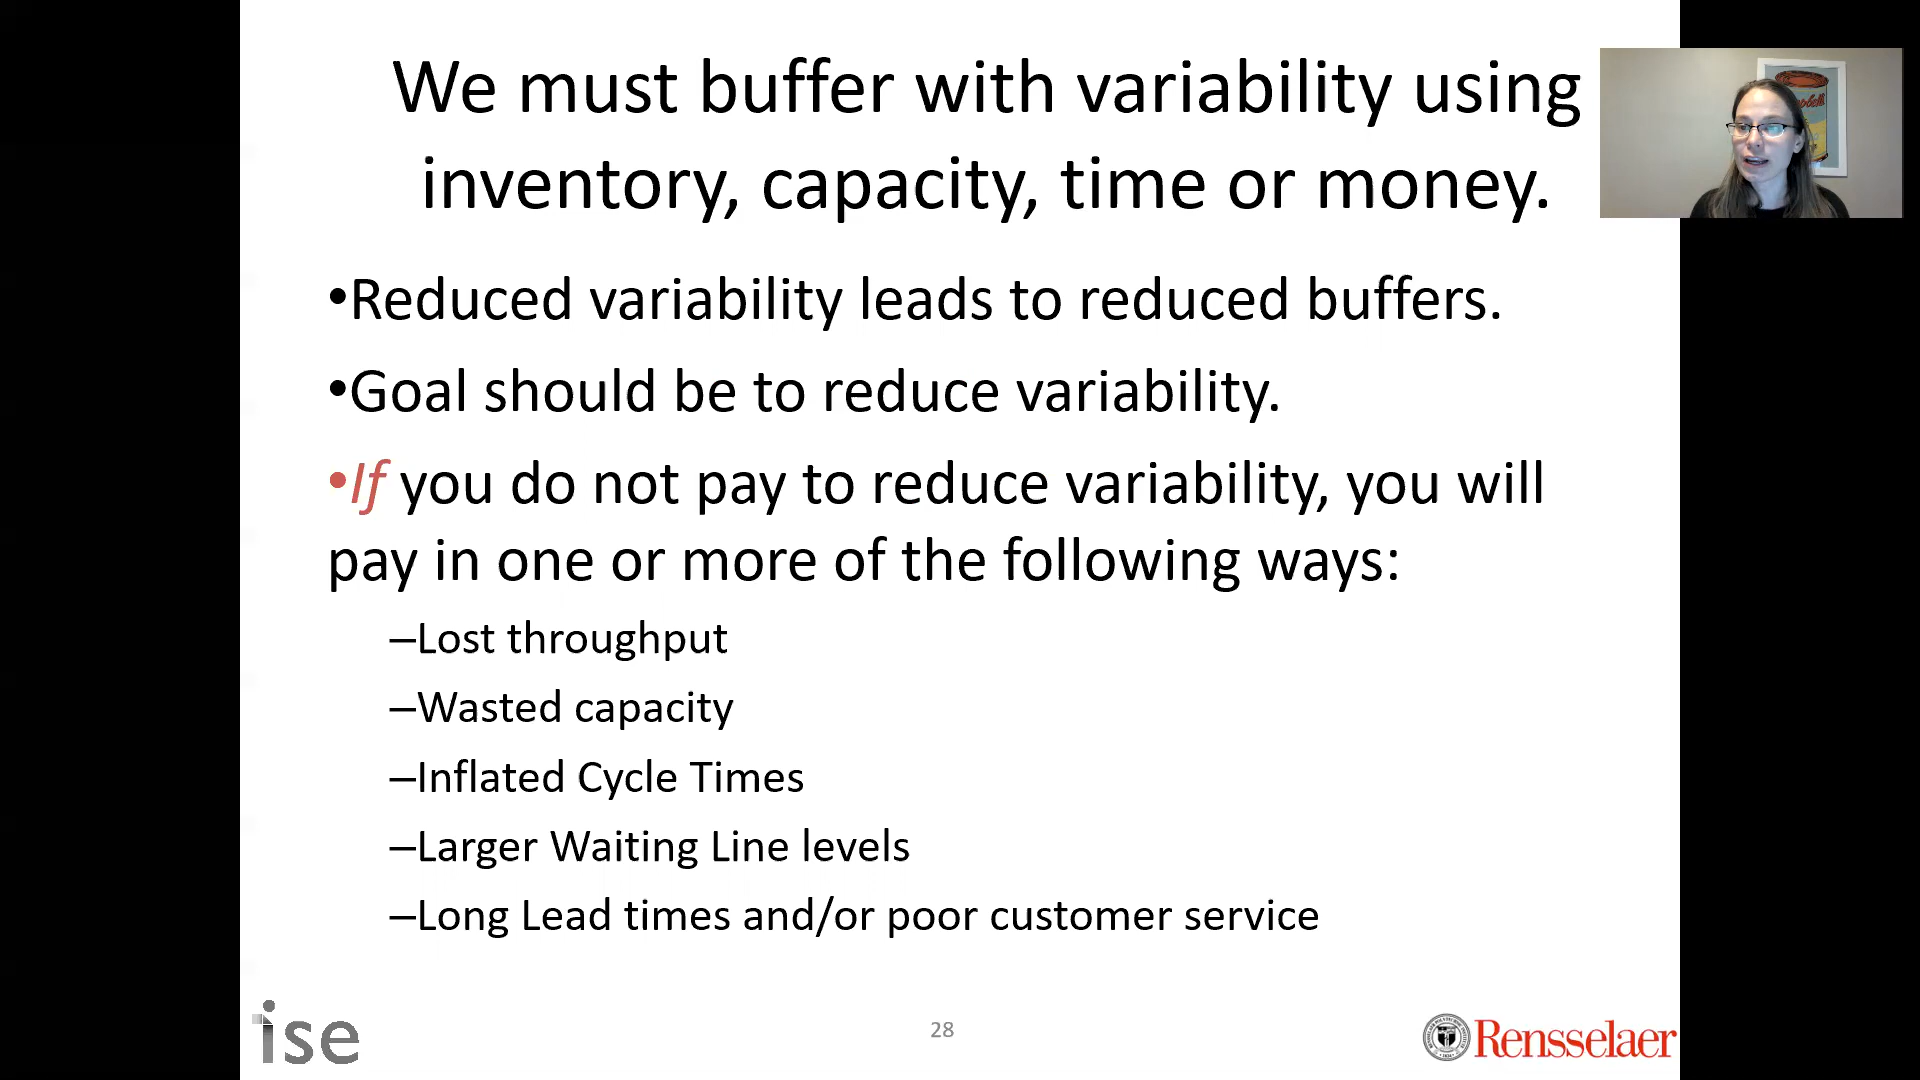 We must buffer with variability using
inventory, capacity, time or money.
•Reduced variability leads to reduced buffers.
•Goal should be to reduce variability.
•If you do not pay to reduce variability, you will
pay in one or more of the following ways:
–Lost throughput
–Wasted capacity
–Inflated Cycle Times
–Larger Waiting Line levels
–Long Lead times and/or poor customer service
ise
28
Rensselaer